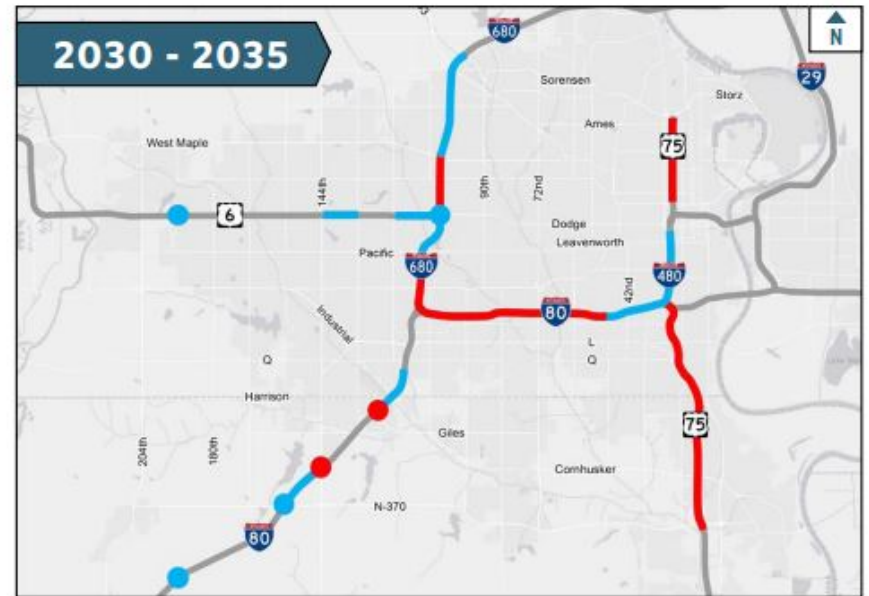 2030 - 2035
N
680
29
Sorensen
Storz
Ames
75
West Maple
144th
90th
72nd
6
Dodge
Leavenworth
Pacific
680
480
42nd
80
Industrial
L
Q
Q
Harrison
75
Giles
204th
180th
Cornhusker
N-370
80